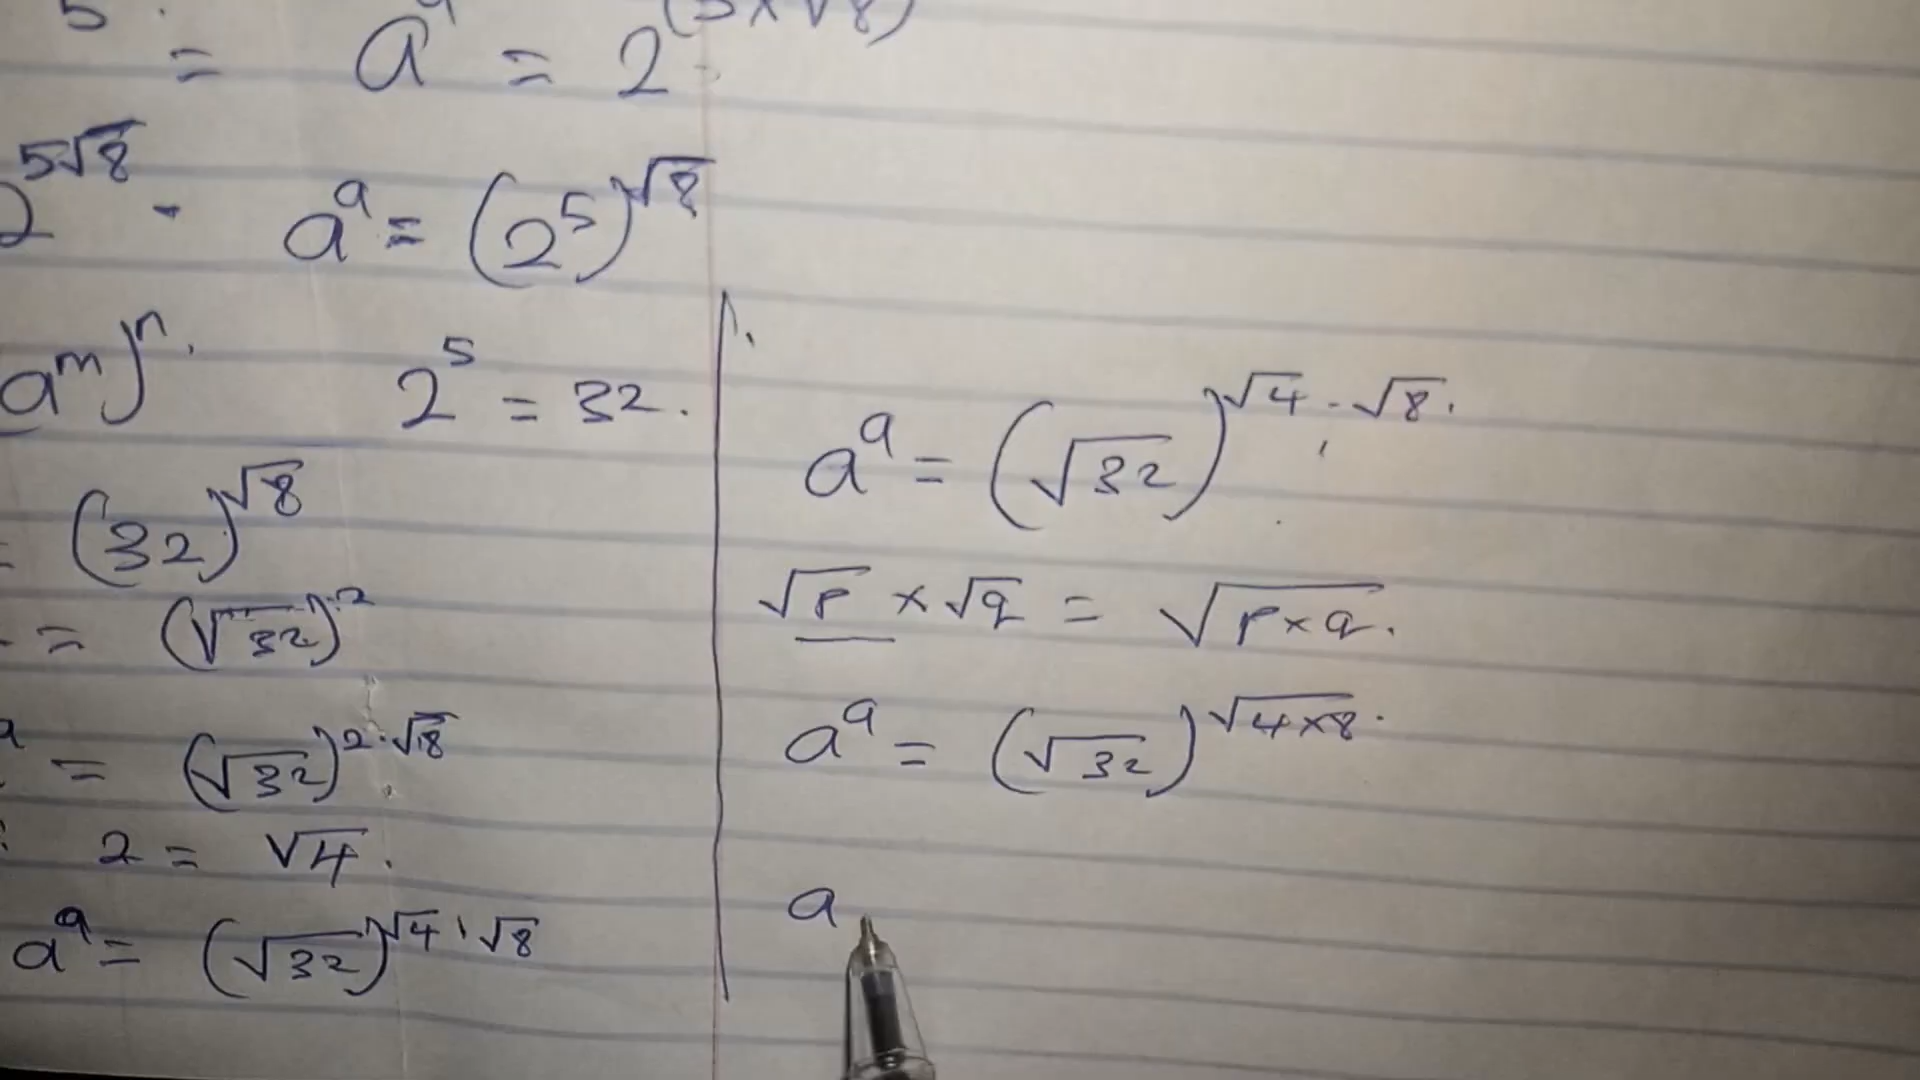 5 .
= a^a = 2^(5×√8)
2^5√8 . a^a = (2^5)^√8
a^m)^n . 2^5 = 32.
= (32)^√8
= (√32)^2
a = (√32)^2.√8
2 = √4.
a^a = (√32)^√4 . √8
a^a = (√32)^√4 . √8.
√p × √q = √p×q.
a^a = (√32)^√4×8.
a